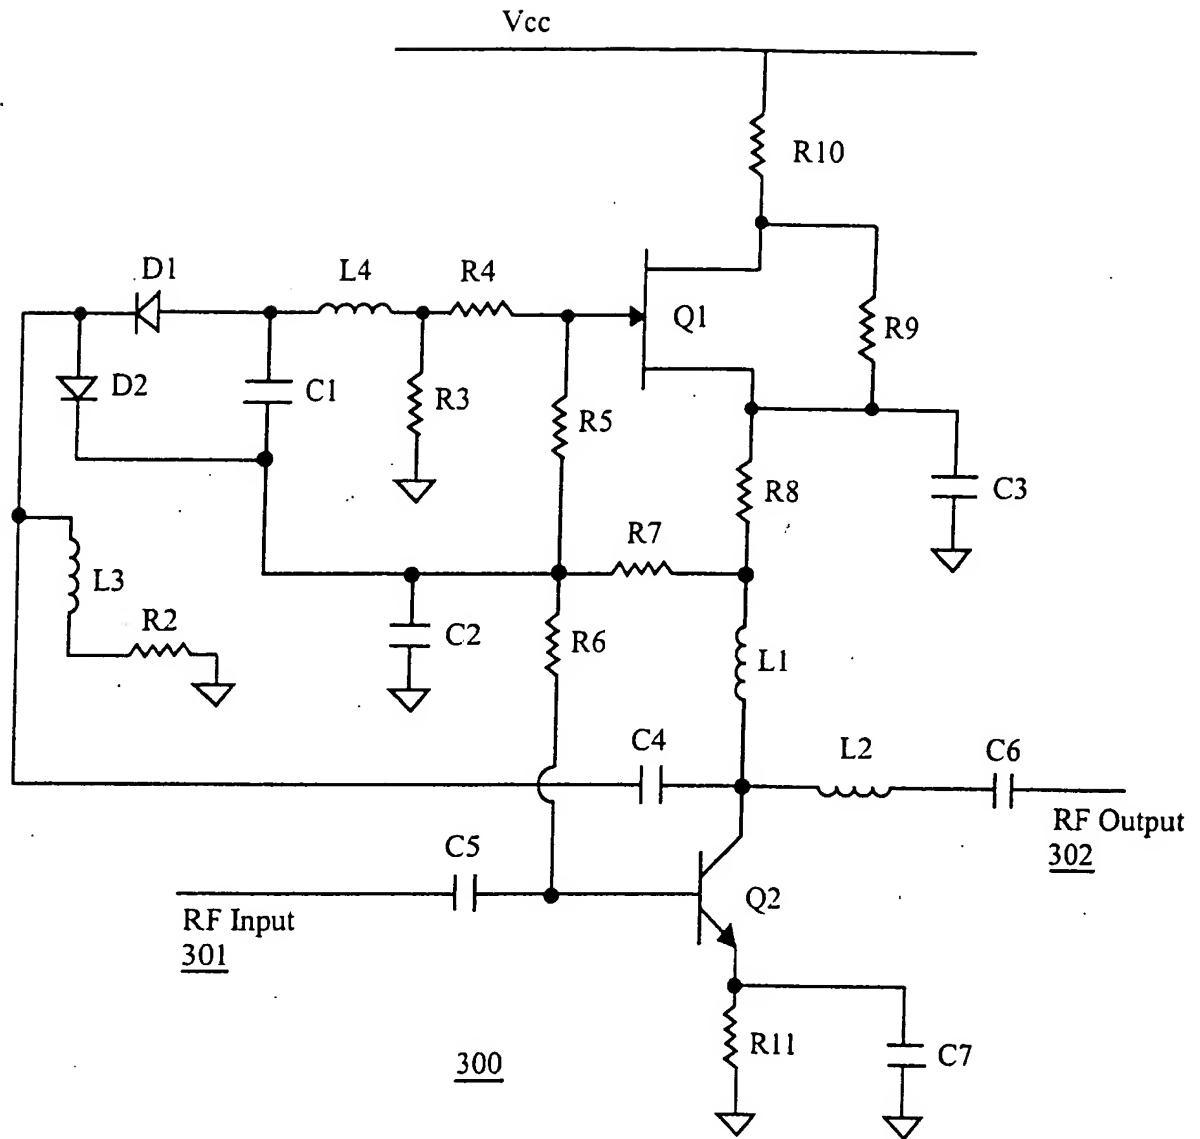 Vcc
R10
D1
L4
R4
Q1
R9
D2
C1
R3
R5
R8
C3
R7
L3
R2
C2
R6
L1
C4
L2
C6
RF Output
302
C5
Q2
RF Input
301
R11
C7
300